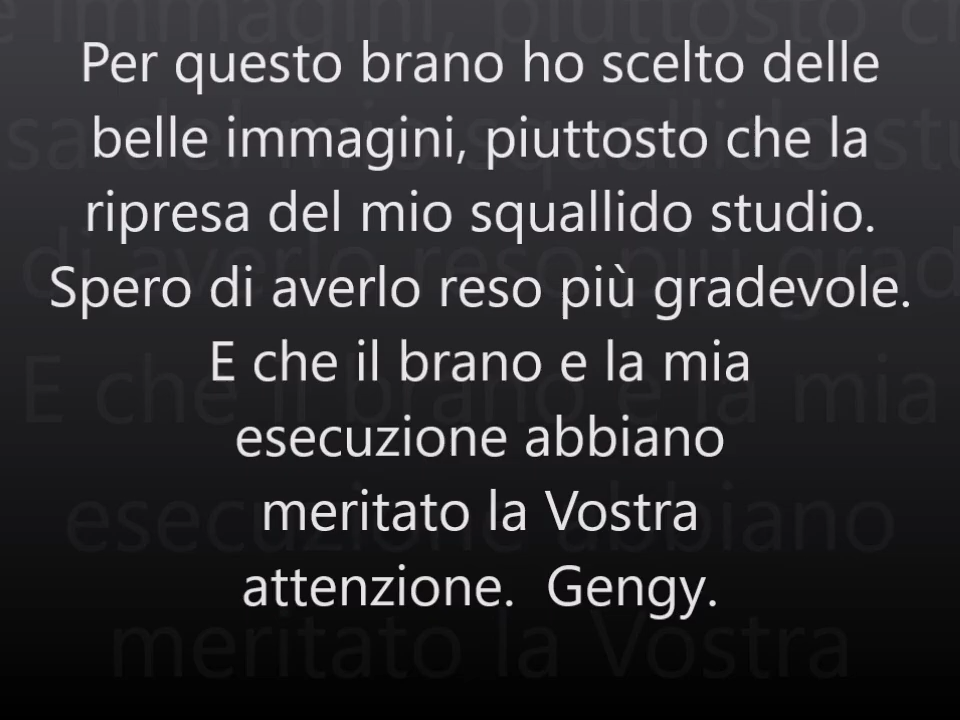 Per questo brano ho scelto delle
belle immagini, piuttosto che la
ripresa del mio squallido studio.
Spero di averlo reso più gradevole.
E che il brano e la mia
esecuzione abbiano
meritato la Vostra
attenzione.  Gengy.